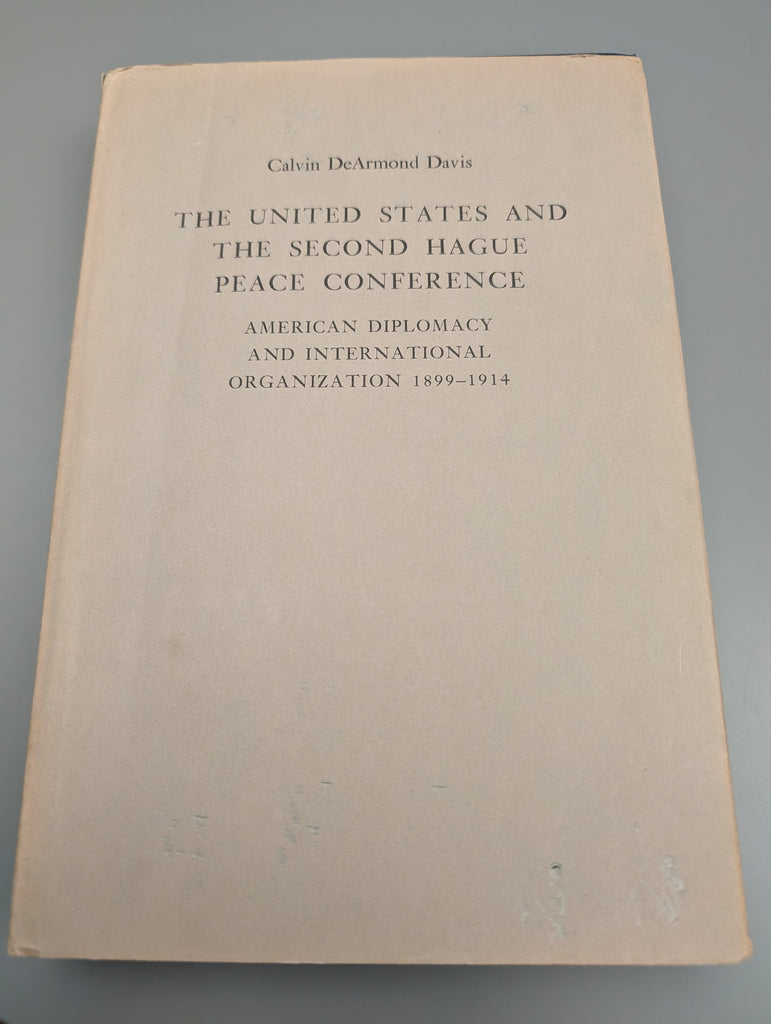 Calvin DeArmond Davis
THE UNITED STATES AND
THE SECOND HAGUE
PEACE CONFERENCE
AMERICAN DIPLOMACY
AND INTERNATIONAL
ORGANIZATION 1899–1914